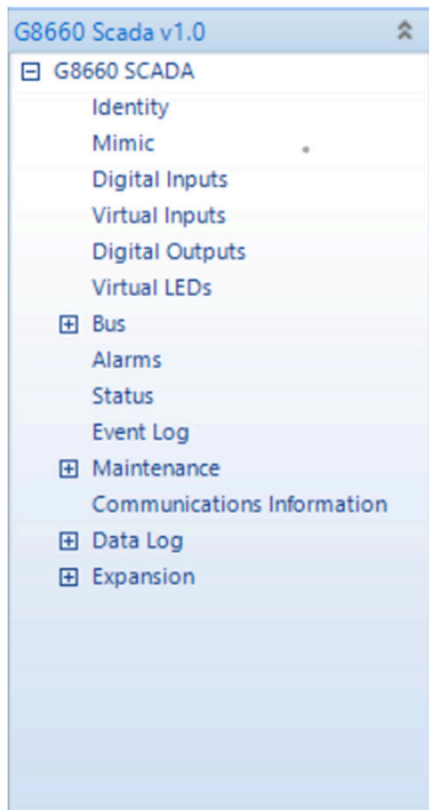 G8660 Scada v1.0
G8660 SCADA
Identity
Mimic
Digital Inputs
Virtual Inputs
Digital Outputs
Virtual LEDs
Bus
Alarms
Status
Event Log
Maintenance
Communications Information
Data Log
Expansion